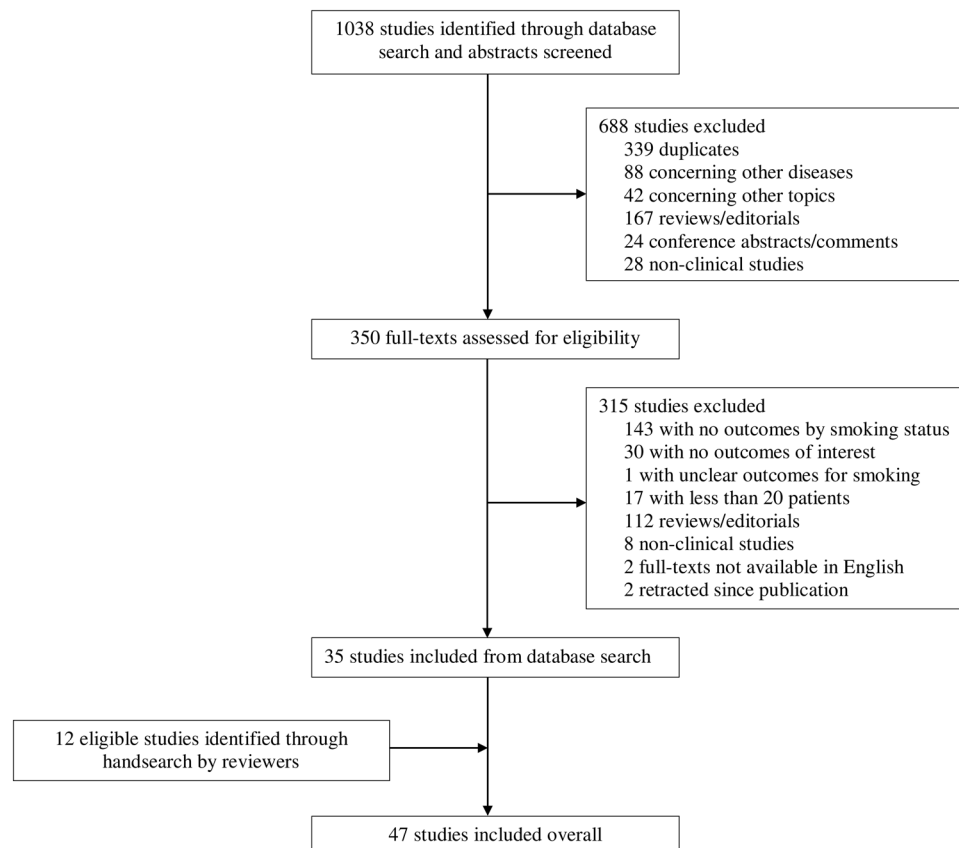 1038 studies identified through database
search and abstracts screened
688 studies excluded
339 duplicates
88 concerning other diseases
42 concerning other topics
167 reviews/editorials
24 conference abstracts/comments
28 non-clinical studies
350 full-texts assessed for eligibility
315 studies excluded
143 with no outcomes by smoking status
30 with no outcomes of interest
1 with unclear outcomes for smoking
17 with less than 20 patients
112 reviews/editorials
8 non-clinical studies
2 full-texts not available in English
2 retracted since publication
35 studies included from database search
12 eligible studies identified through
handsearch by reviewers
47 studies included overall